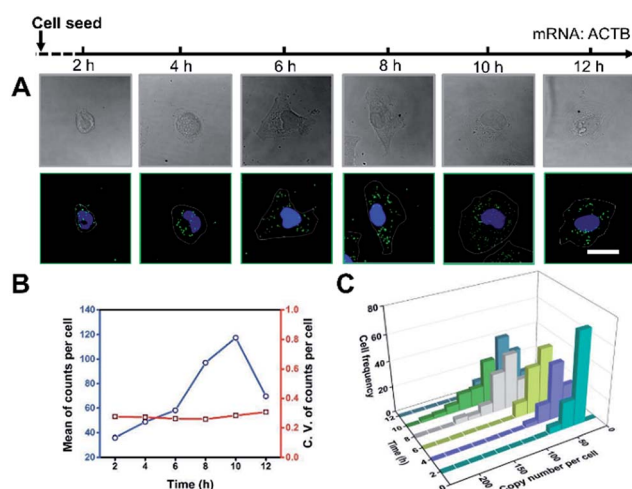 Cell seed
mRNA: ACTB
2 h 4 h 6 h 8 h 10 h 12 h
A
B
140
120
100
80
60
40
20
Mean of counts per cell
2 4 6 8 10 12
Time (h)
1.0
0.8
0.6
0.4
0.2
0.0
C. V. of counts per cell
C
80
60
40
20
0
Cell frequency
12
10
8
6
4
2
0
Time (h)
200
150
100
50
0
Copy number per cell